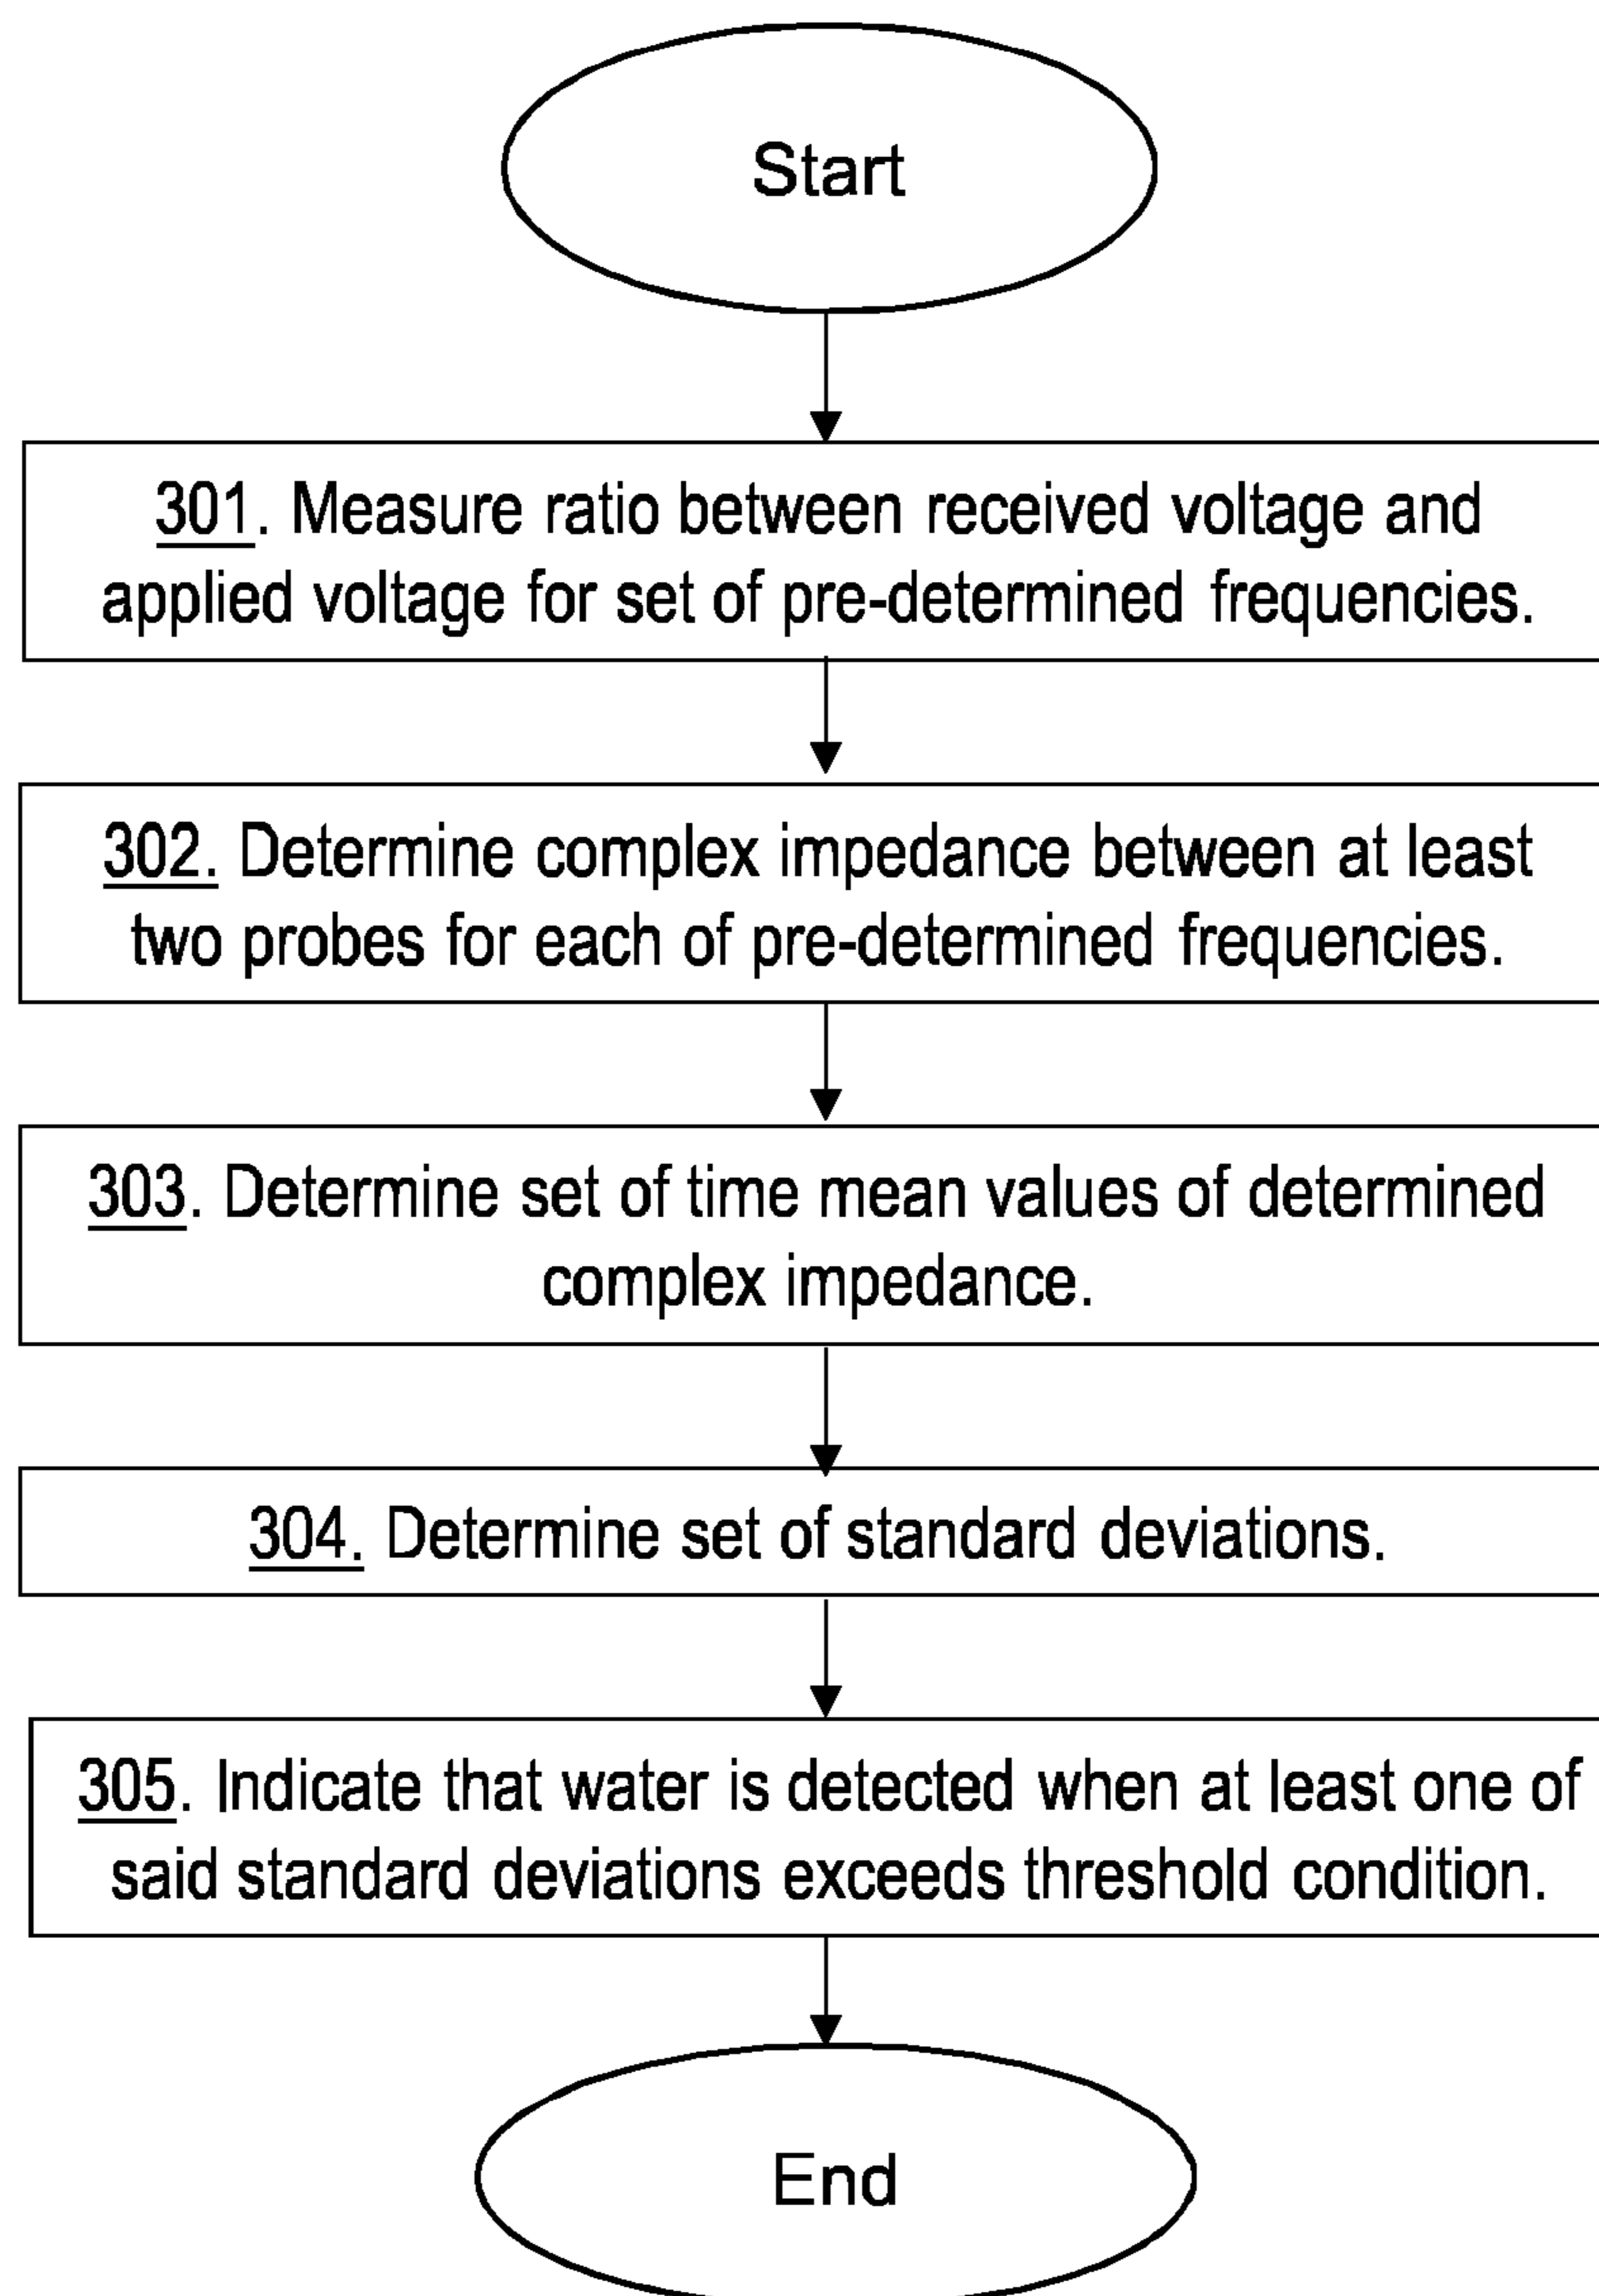 Start
301. Measure ratio between received voltage and
applied voltage for set of pre-determined frequencies.
302. Determine complex impedance between at least
two probes for each of pre-determined frequencies.
303. Determine set of time mean values of determined
complex impedance.
304. Determine set of standard deviations.
305. Indicate that water is detected when at least one of
said standard deviations exceeds threshold condition.
End